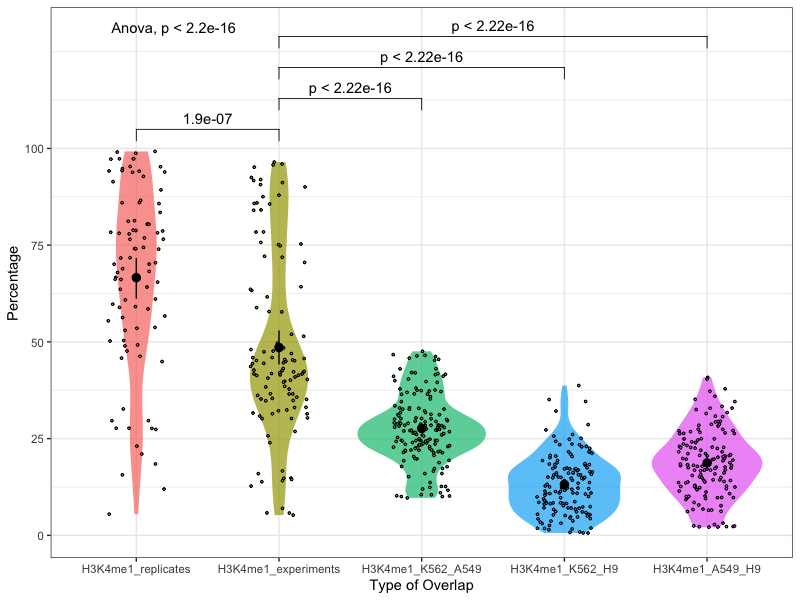 Anova, p < 2.2e-16
p < 2.22e-16
p < 2.22e-16
p < 2.22e-16
1.9e-07
100
75
50
25
0
Percentage
H3K4me1_replicates H3K4me1_experiments H3K4me1_K562_A549 H3K4me1_K562_H9 H3K4me1_A549_H9
Type of Overlap